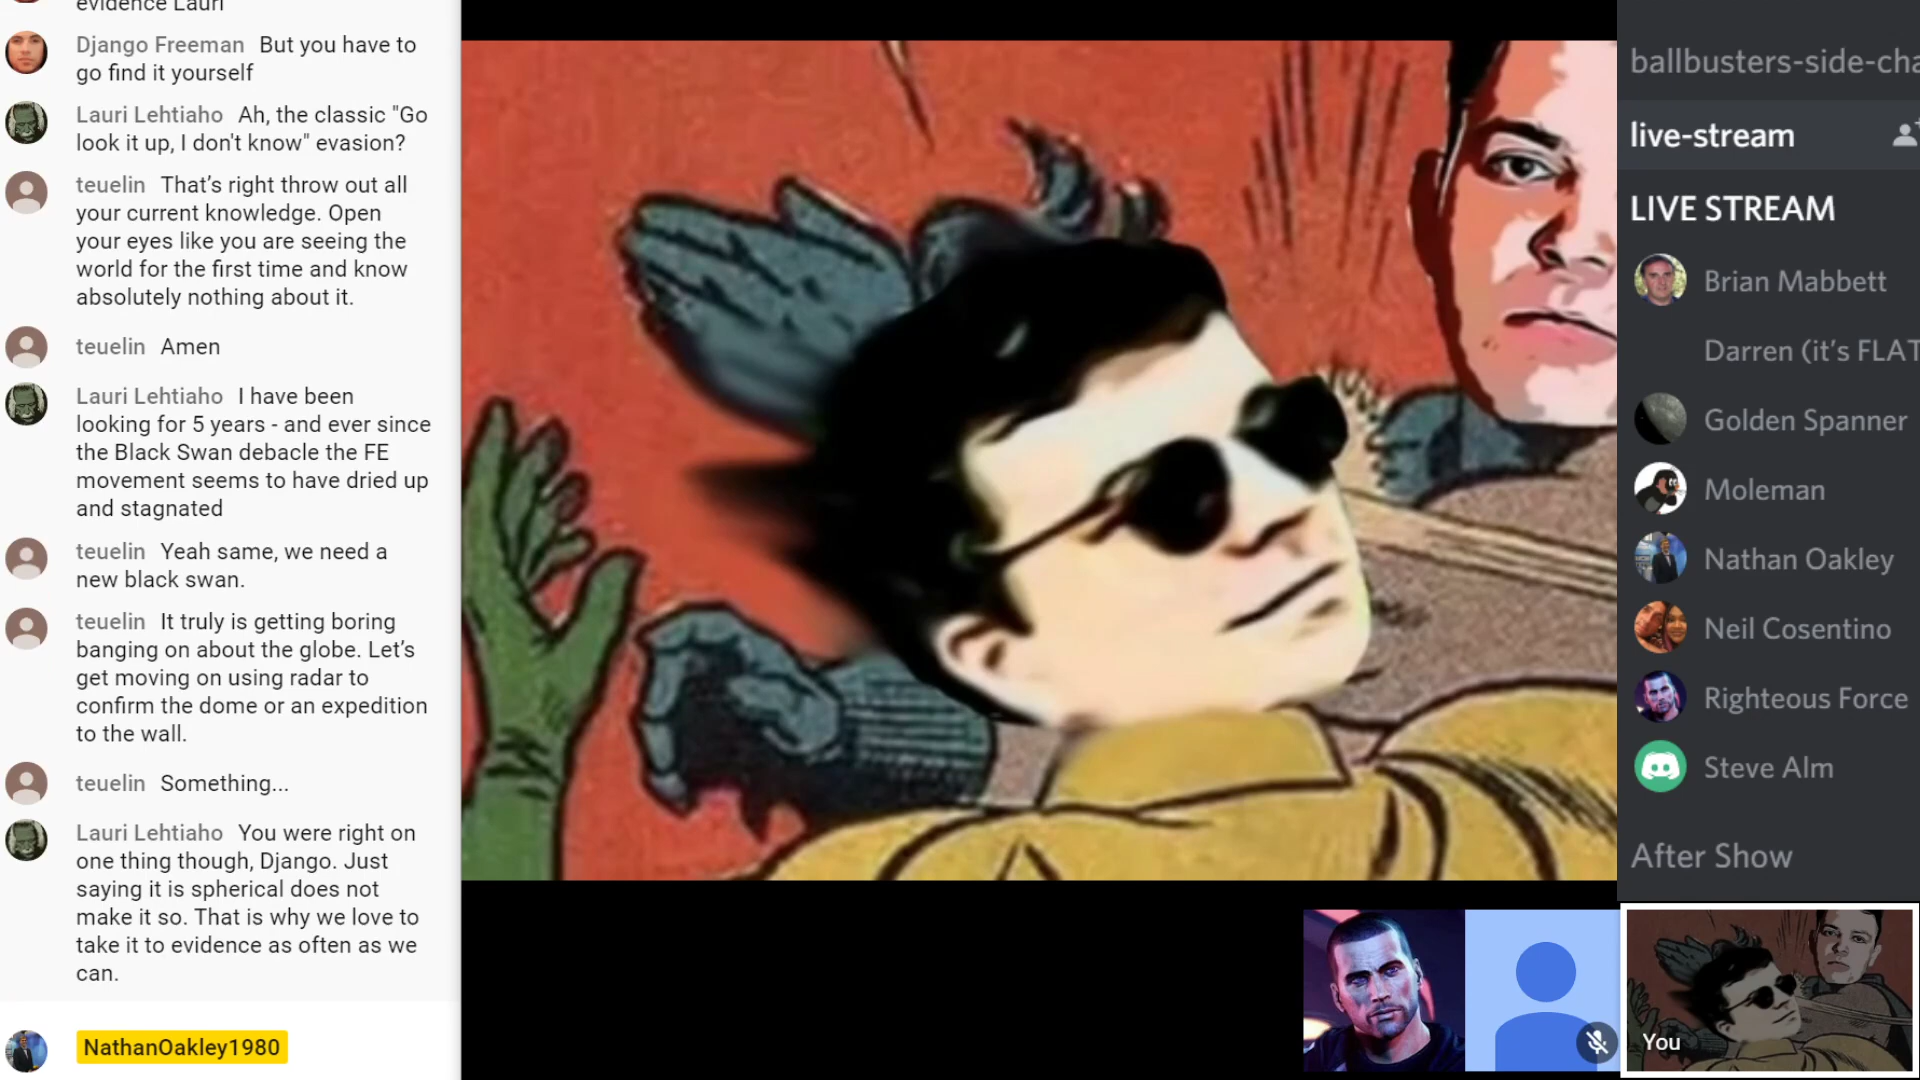 evidence Lauri
Django Freeman But you have to
go find it yourself
Lauri Lehtiaho Ah, the classic "Go
look it up, I don't know" evasion?
teuelin That’s right throw out all
your current knowledge. Open
your eyes like you are seeing the
world for the first time and know
absolutely nothing about it.
teuelin Amen
Lauri Lehtiaho I have been
looking for 5 years - and ever since
the Black Swan debacle the FE
movement seems to have dried up
and stagnated
teuelin Yeah same, we need a
new black swan.
teuelin It truly is getting boring
banging on about the globe. Let’s
get moving on using radar to
confirm the dome or an expedition
to the wall.
teuelin Something...
Lauri Lehtiaho You were right on
one thing though, Django. Just
saying it is spherical does not
make it so. That is why we love to
take it to evidence as often as we
can.
NathanOakley1980
ballbusters-side-cha
live-stream
LIVE STREAM
Brian Mabbett
Darren (it’s FLAT
Golden Spanner
Moleman
Nathan Oakley
Neil Cosentino
Righteous Force
Steve Alm
After Show
You